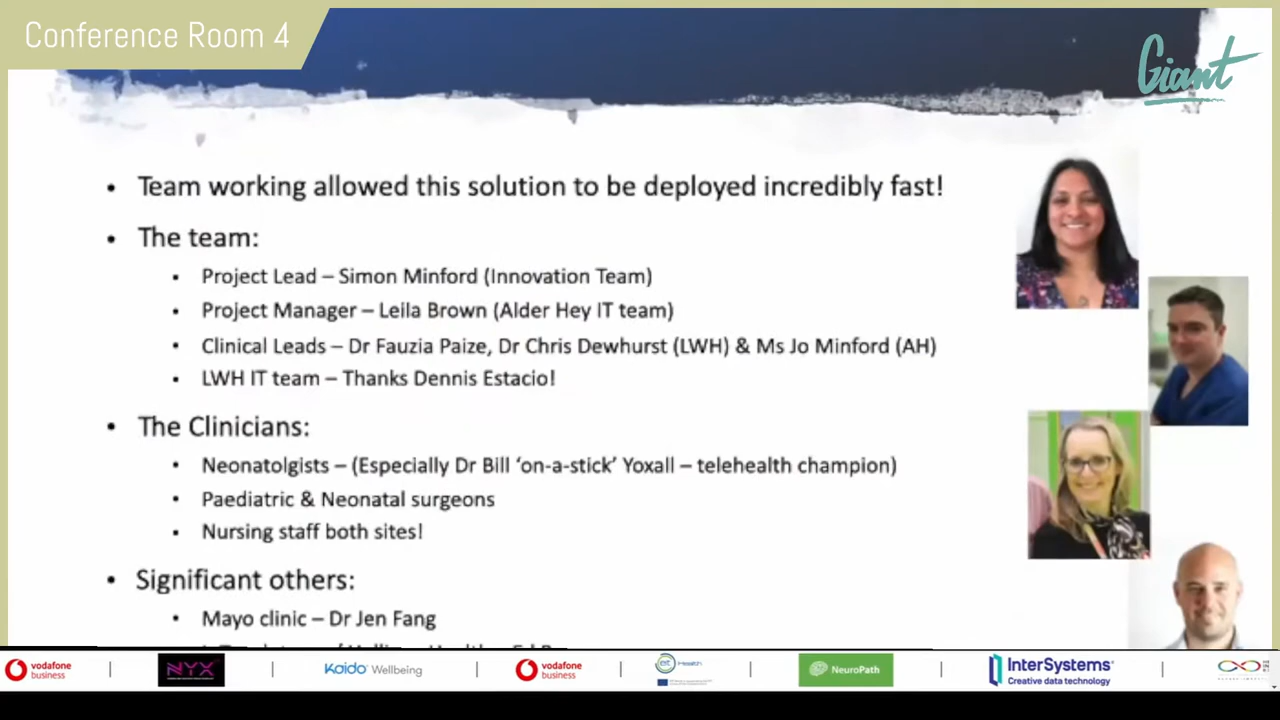 Conference Room 4
Giant
• Team working allowed this solution to be deployed incredibly fast!
• The team:
▪ Project Lead – Simon Minford (Innovation Team)
▪ Project Manager – Leila Brown (Alder Hey IT team)
▪ Clinical Leads – Dr Fauzia Paize, Dr Chris Dewhurst (LWH) & Ms Jo Minford (AH)
▪ LWH IT team – Thanks Dennis Estacio!
• The Clinicians:
▪ Neonatolgists – (Especially Dr Bill ‘on-a-stick’ Yoxall – telehealth champion)
▪ Paediatric & Neonatal surgeons
▪ Nursing staff both sites!
• Significant others:
▪ Mayo clinic – Dr Jen Fang
vodafone business | NYX | Kaido Wellbeing | vodafone business | eit Health | NeuroPath | InterSystems® Creative data technology |